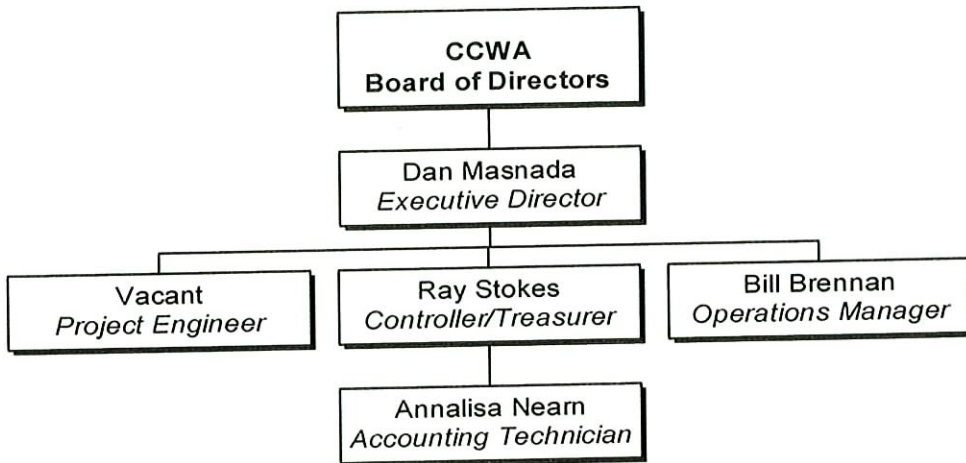 CCWA
Board of Directors
Dan Masnada
Executive Director
Vacant
Project Engineer
Ray Stokes
Controller/Treasurer
Bill Brennan
Operations Manager
Annalisa Nearn
Accounting Technician